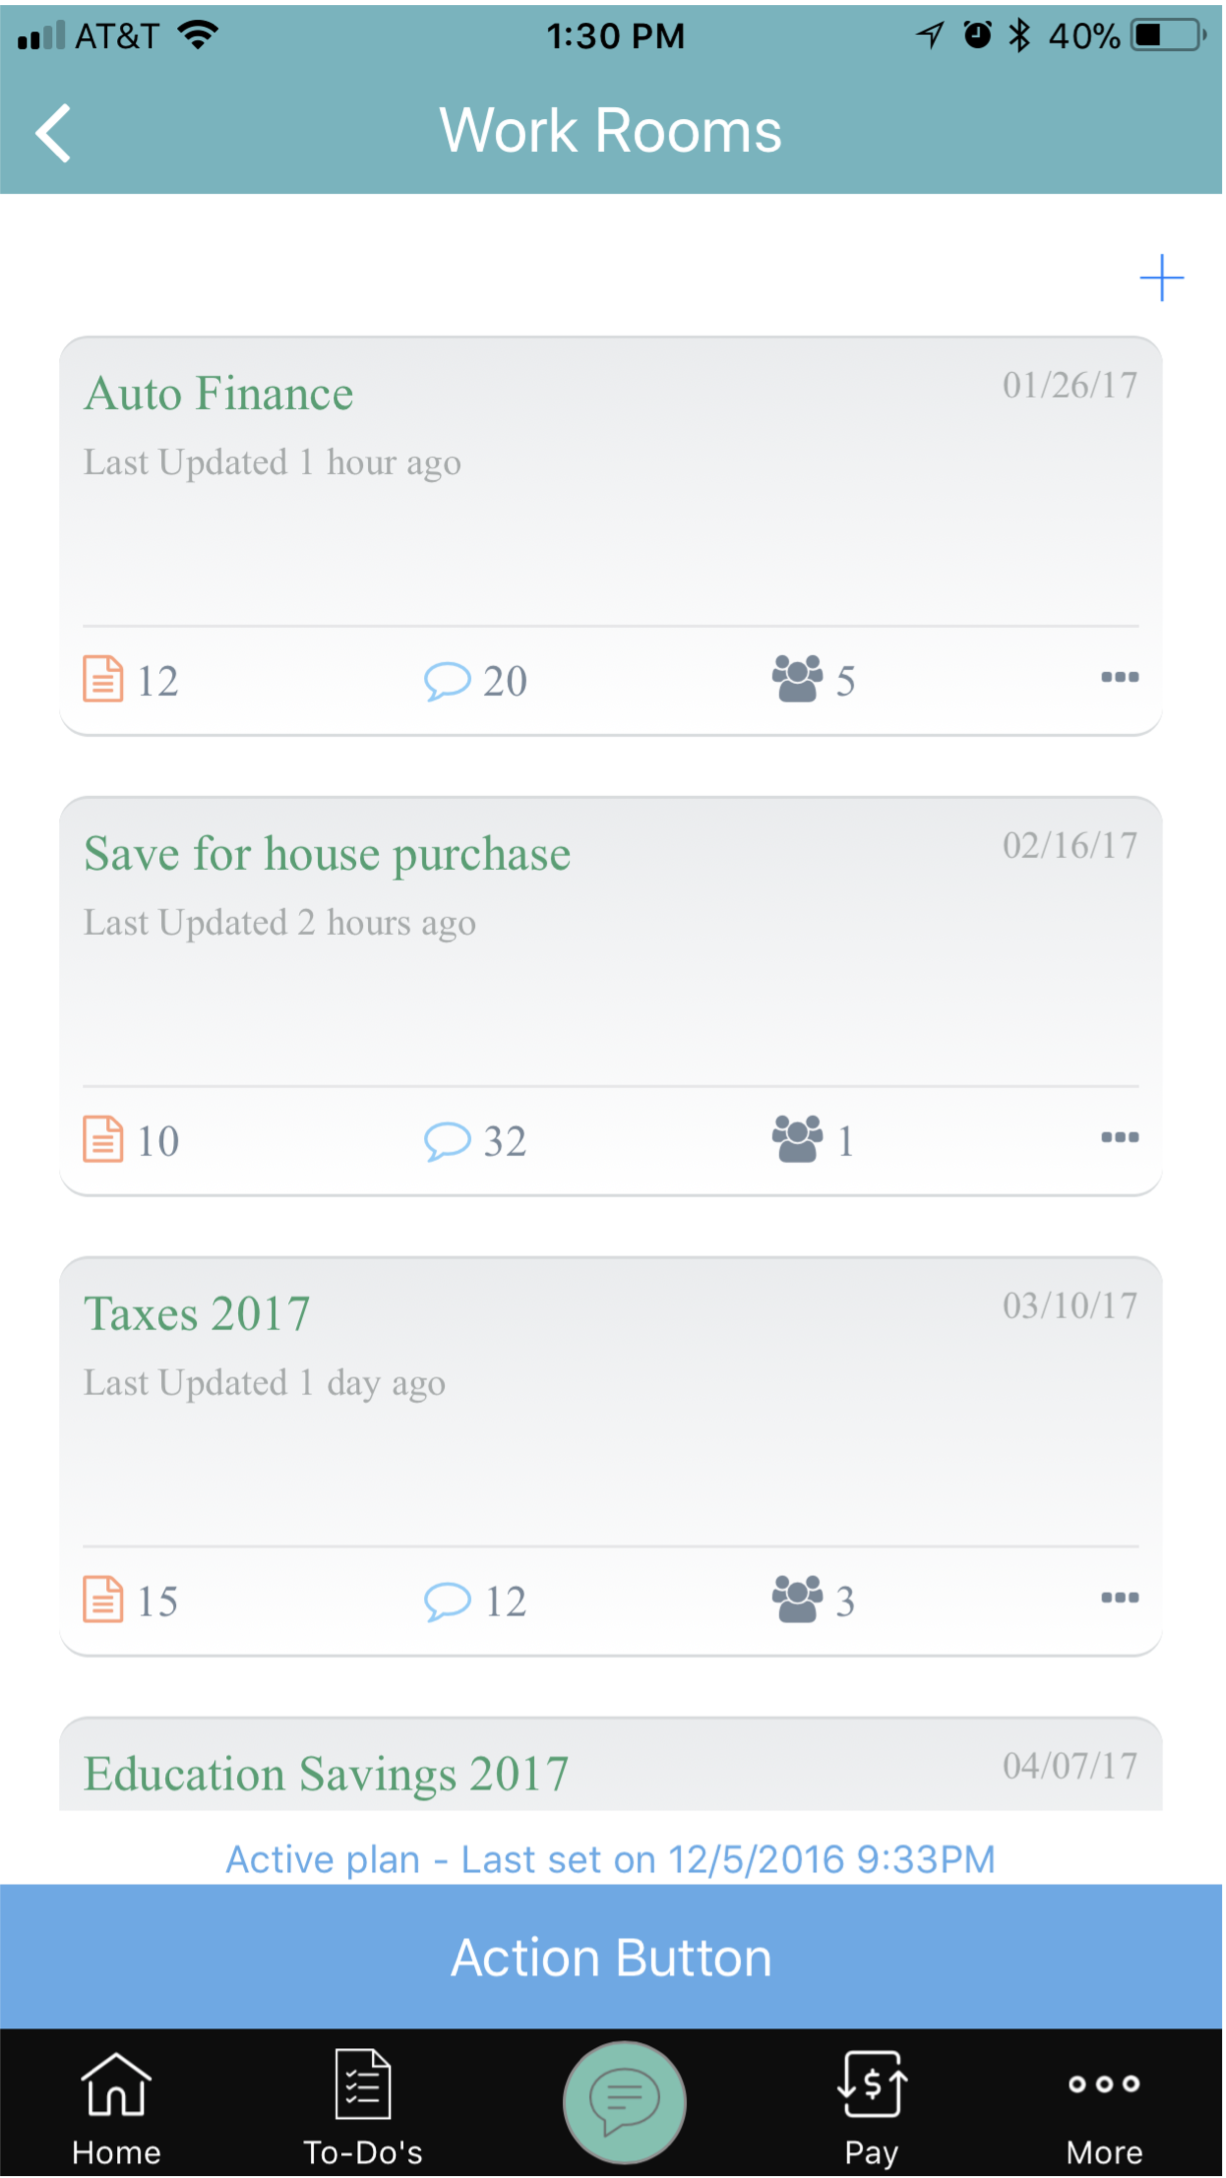 AT&T 1:30 PM 40%
Work Rooms
Auto Finance 01/26/17
Last Updated 1 hour ago
12 20 5
Save for house purchase 02/16/17
Last Updated 2 hours ago
10 32 1
Taxes 2017 03/10/17
Last Updated 1 day ago
15 12 3
Education Savings 2017 04/07/17
Active plan - Last set on 12/5/2016 9:33PM
Action Button
Home To-Do's Pay More